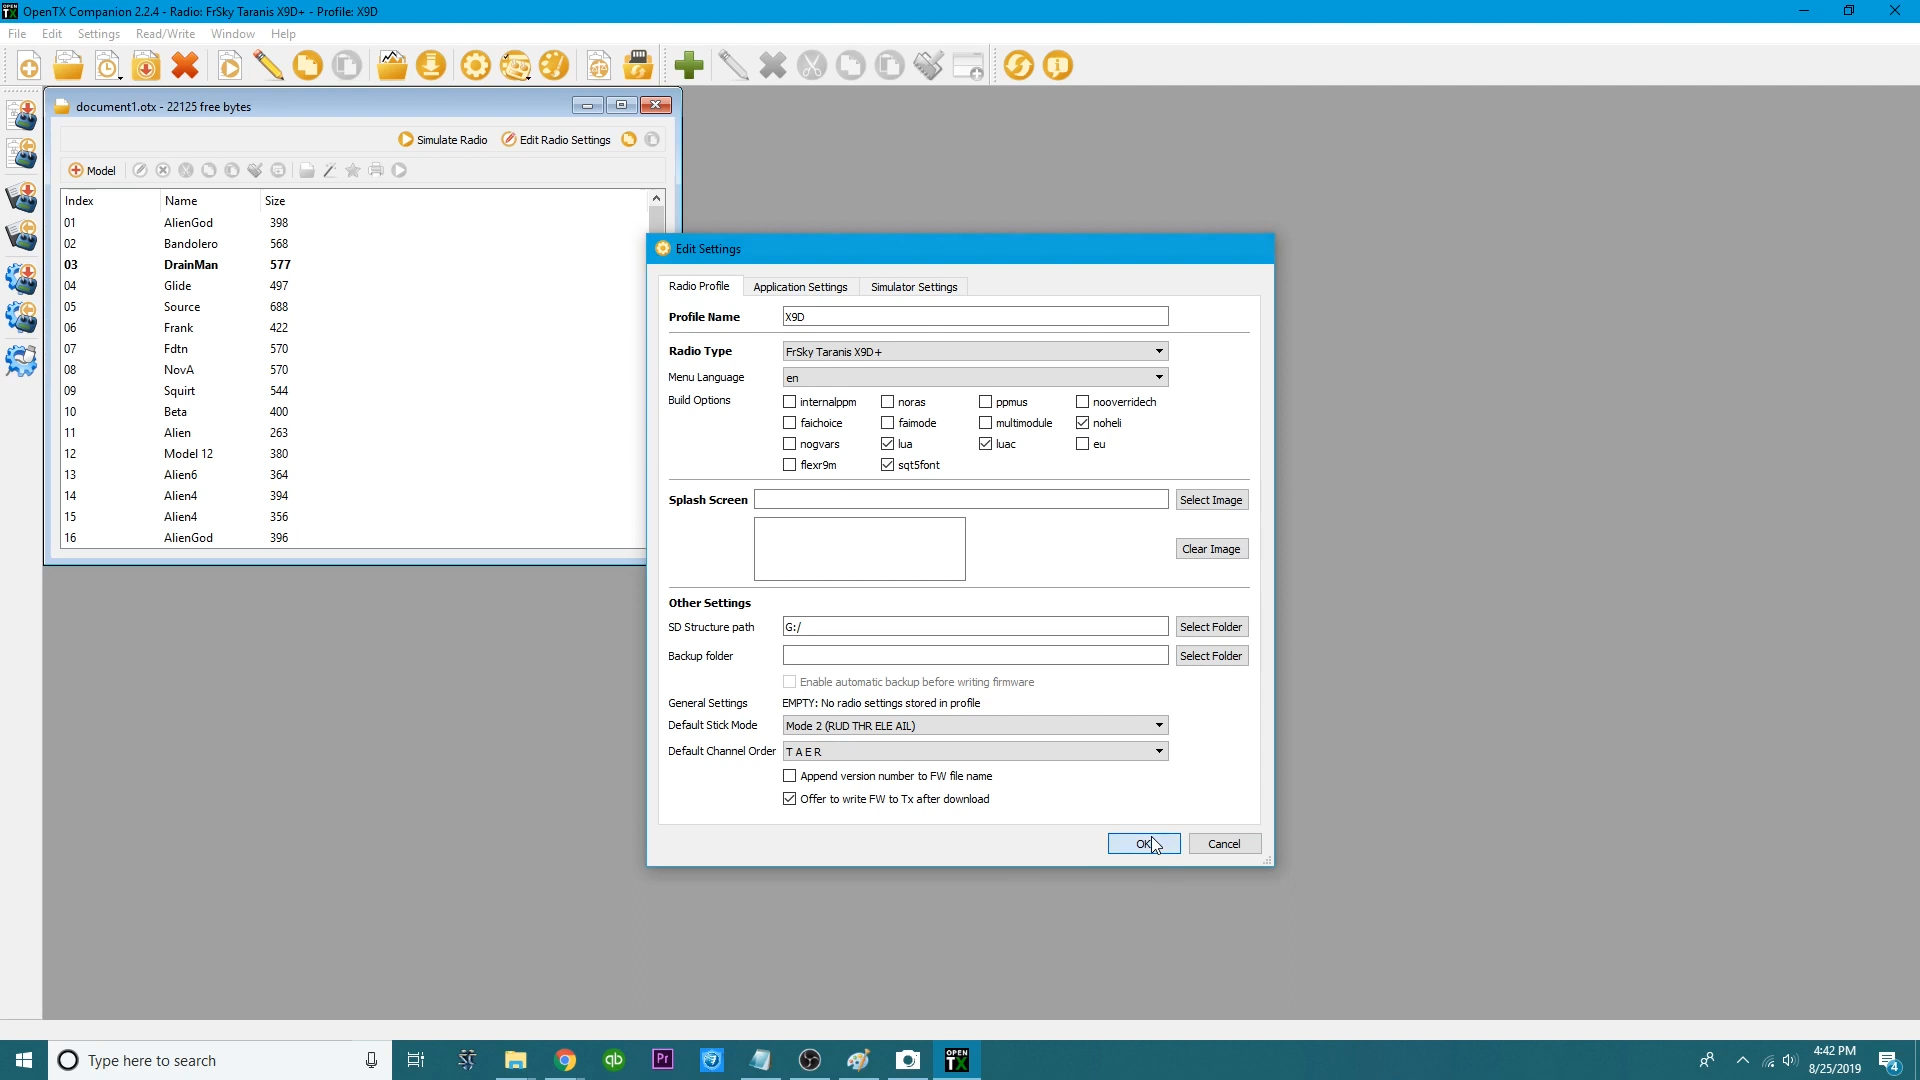 OpenTX Companion 2.2.4 - Radio: FrSky Taranis X9D+ - Profile: X9D
File Edit Settings Read/Write Window Help
document1.otx - 22125 free bytes
Simulate Radio Edit Radio Settings
Model
Index Name Size
01 AlienGod 398
02 Bandolero 568
03 DrainMan 577
04 Glide 497
05 Source 688
06 Frank 422
07 Fdtn 570
08 NovA 570
09 Squirt 544
10 Beta 400
11 Alien 263
12 Model 12 380
13 Alien6 364
14 Alien4 394
15 Alien4 356
16 AlienGod 396
Edit Settings
Radio Profile Application Settings Simulator Settings
Profile Name X9D
Radio Type FrSky Taranis X9D+
Menu Language en
Build Options internalppm noras ppmus nooverridech
faichoice faimode multimodule noheli
nogvars lua luac eu
flexr9m sqt5font
Splash Screen Select Image
Clear Image
Other Settings
SD Structure path G:/ Select Folder
Backup folder Select Folder
Enable automatic backup before writing firmware
General Settings EMPTY: No radio settings stored in profile
Default Stick Mode Mode 2 (RUD THR ELE AIL)
Default Channel Order T A E R
Append version number to FW file name
Offer to write FW to Tx after download
OK Cancel
Type here to search
qb
Pr
OPEN
TX
4:42 PM
8/25/2019
4